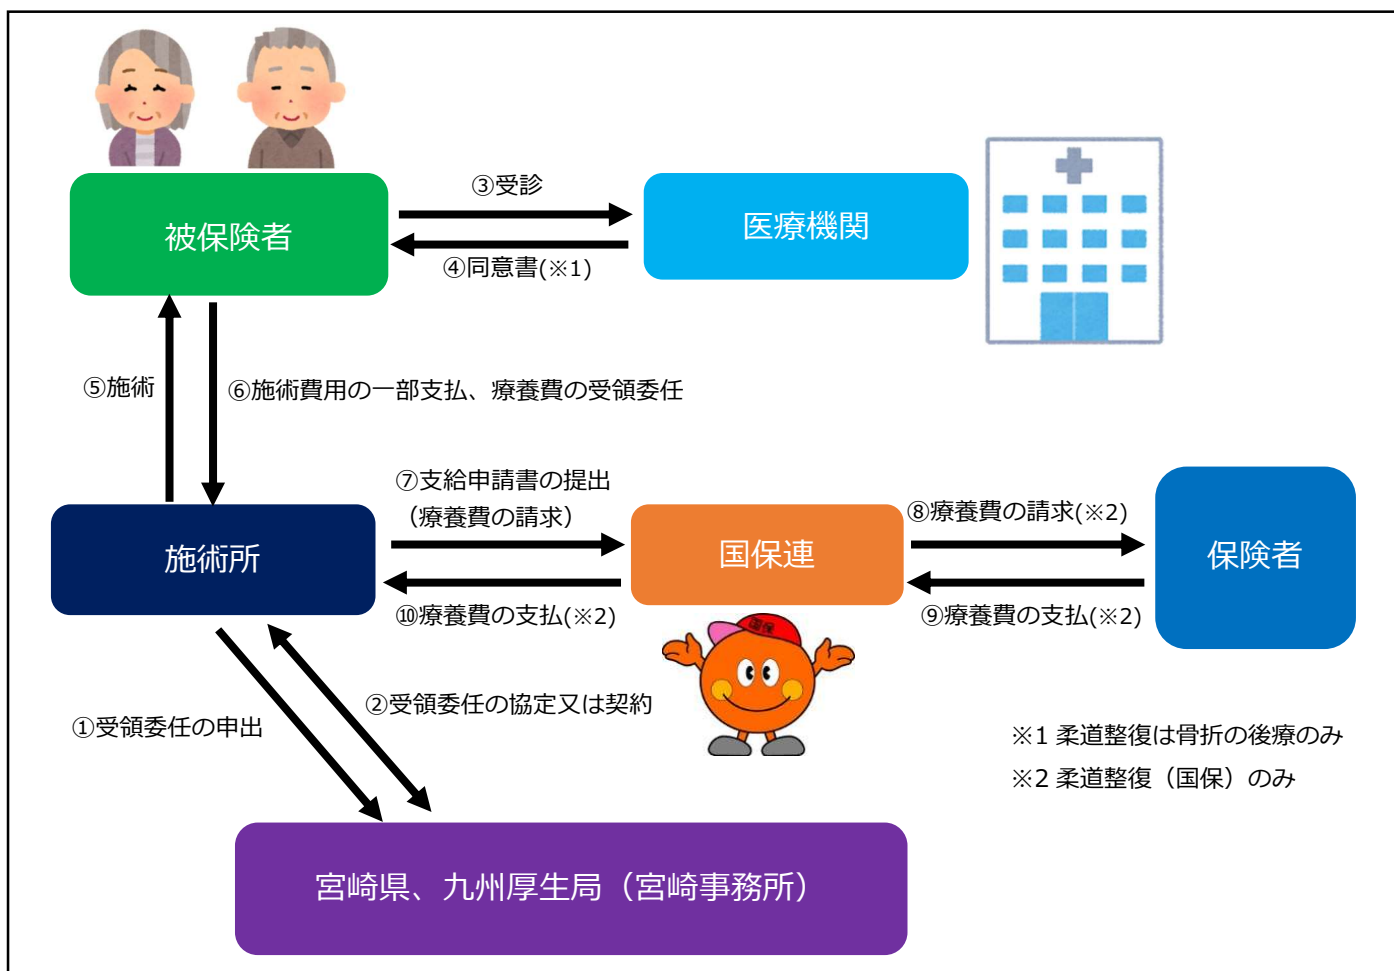 ③受診
被保険者
医療機関
④同意書(※1)
⑤施術
⑥施術費用の一部支払、療養費の受領委任
⑦支給申請書の提出
（療養費の請求）
⑧療養費の請求(※2)
施術所
国保連
保険者
⑩療養費の支払(※2)
⑨療養費の支払(※2)
国保
②受領委任の協定又は契約
①受領委任の申出
※1 柔道整復は骨折の後療のみ
※2 柔道整復（国保）のみ
宮崎県、九州厚生局（宮崎事務所）